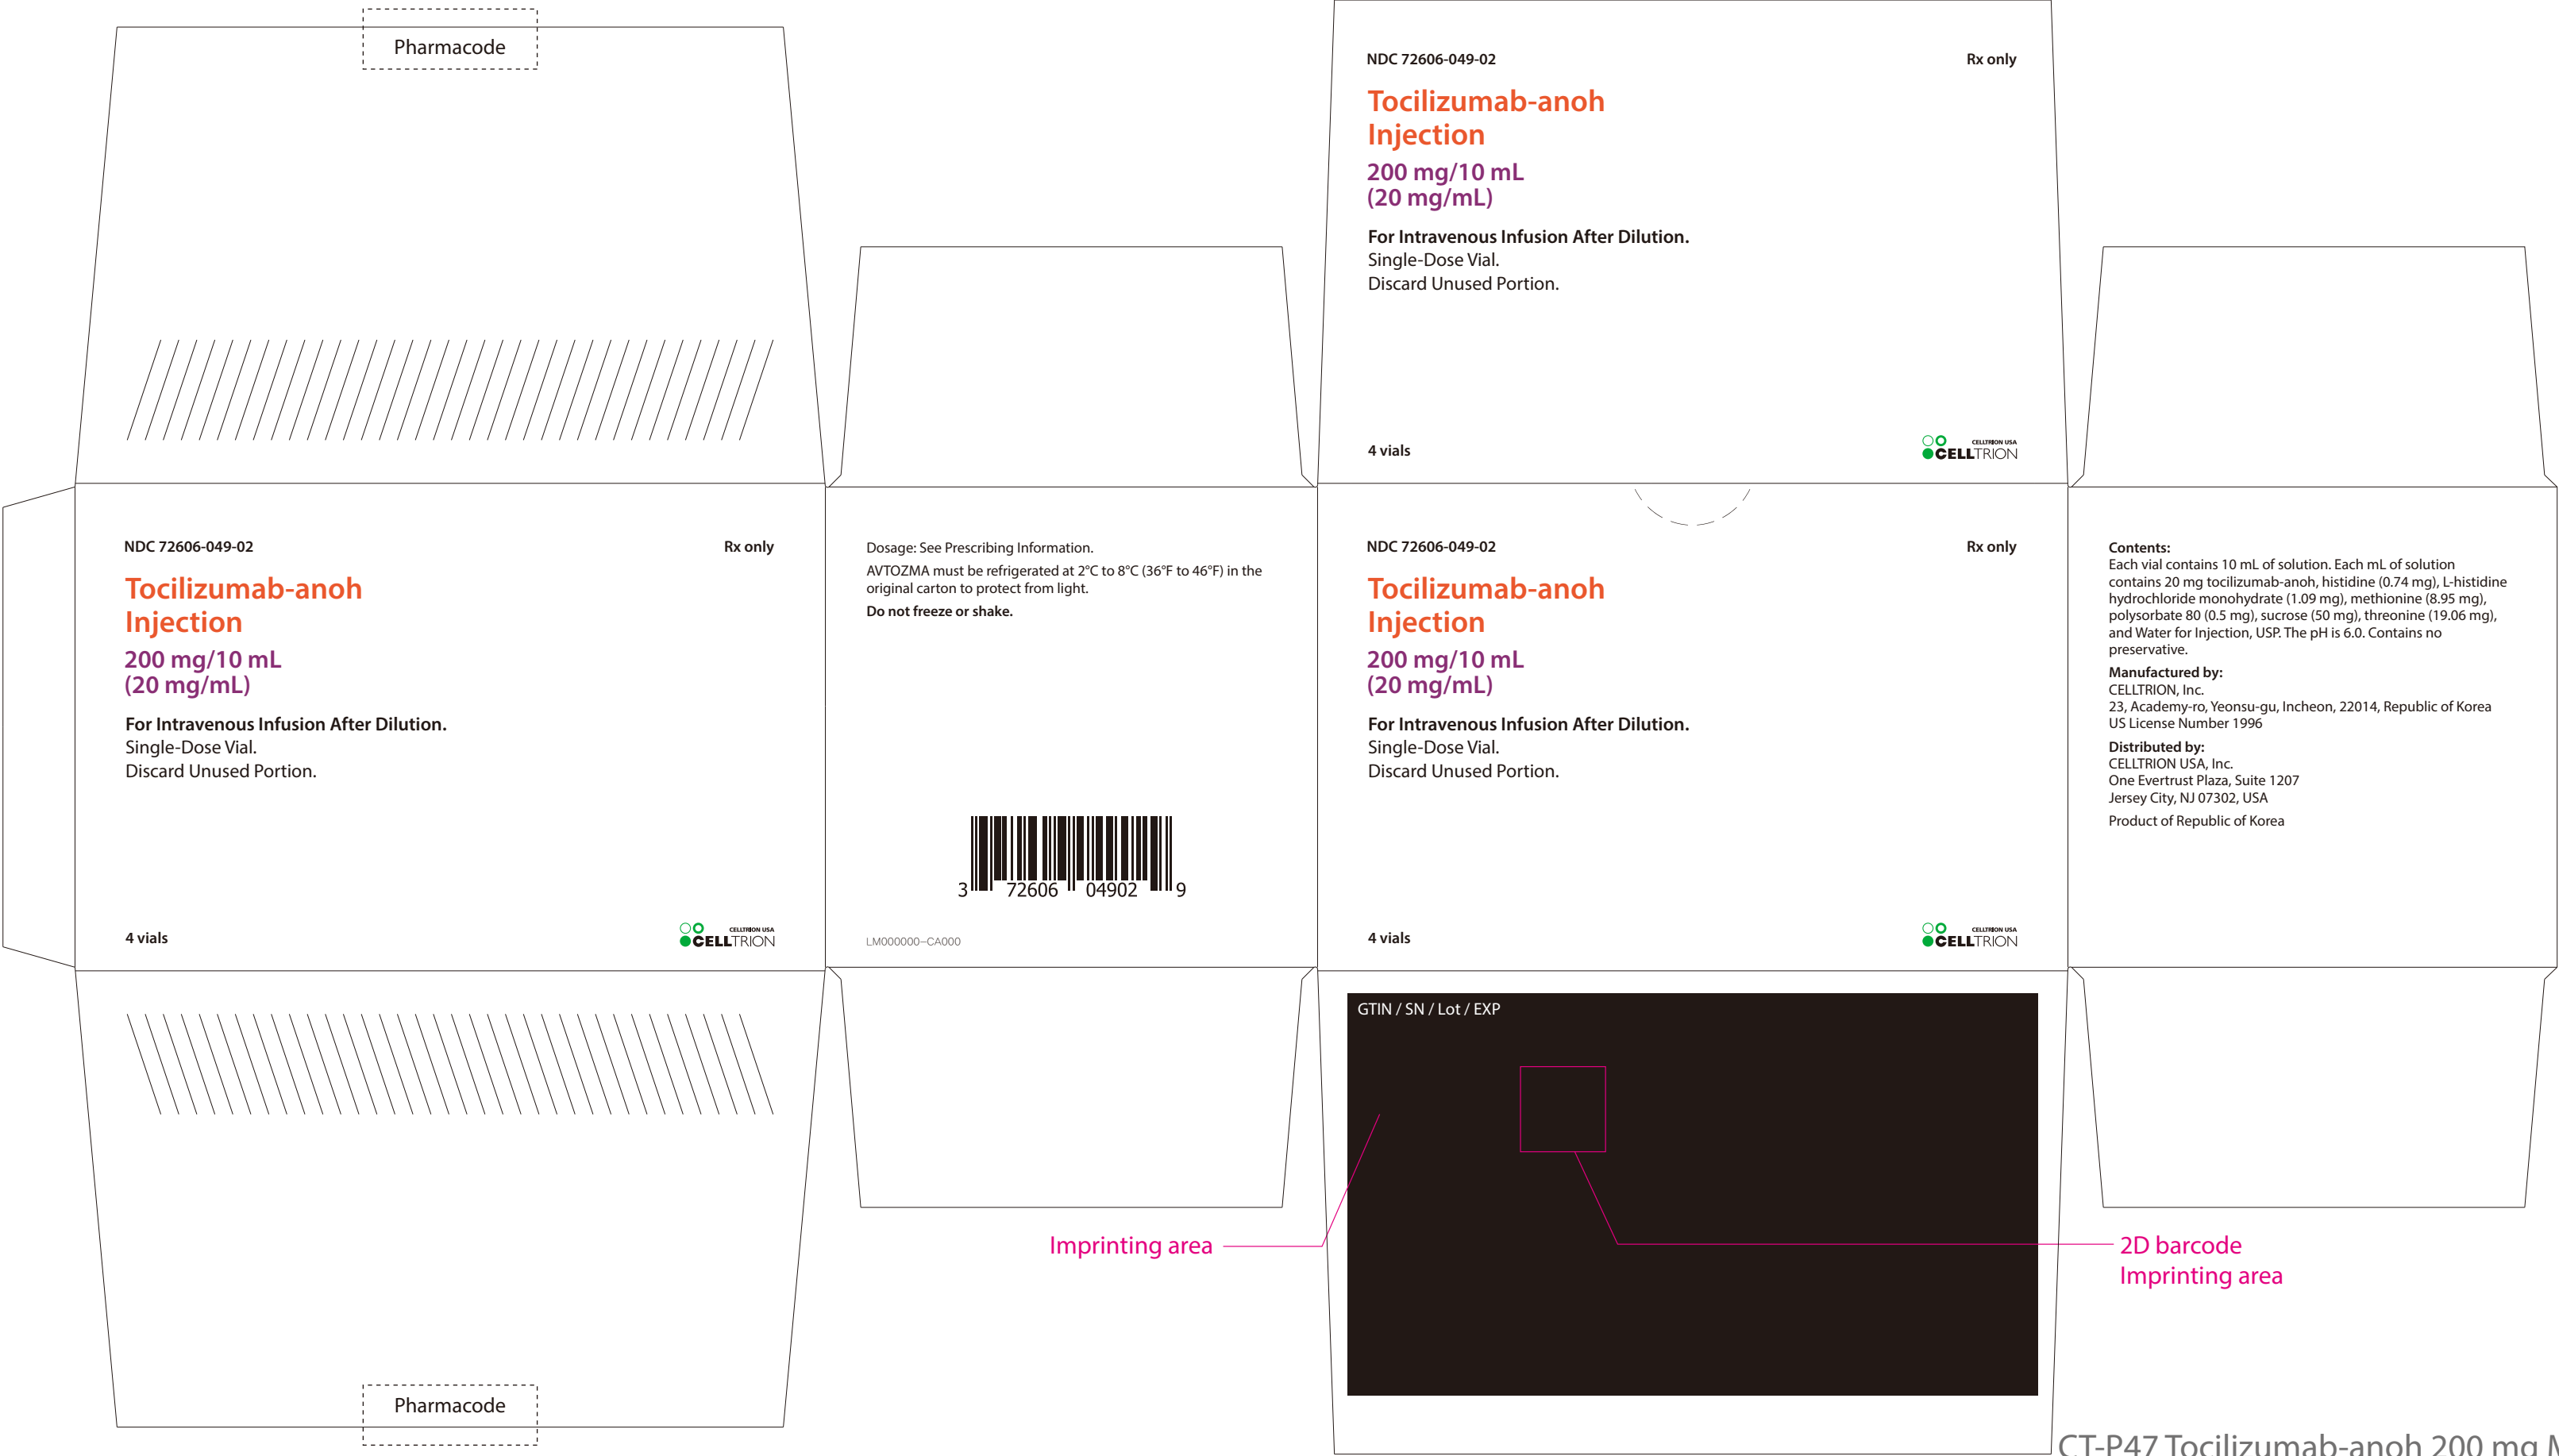 Pharmacode
NDC 72606-049-02
Rx only
Tocilizumab-anoh
Injection
200 mg/10 mL
(20 mg/mL)
For Intravenous Infusion After Dilution.
Single-Dose Vial.
Discard Unused Portion.
4 vials
CELLTRION USA
CELLTRION
NDC 72606-049-02
Rx only
Tocilizumab-anoh
Injection
200 mg/10 mL
(20 mg/mL)
For Intravenous Infusion After Dilution.
Single-Dose Vial.
Discard Unused Portion.
4 vials
CELLTRION USA
CELLTRION
Dosage: See Prescribing Information.
AVTOZMA must be refrigerated at 2°C to 8°C (36°F to 46°F) in the
original carton to protect from light.
Do not freeze or shake.
3 72606 04902 9
LM000000-CA000
NDC 72606-049-02
Rx only
Tocilizumab-anoh
Injection
200 mg/10 mL
(20 mg/mL)
For Intravenous Infusion After Dilution.
Single-Dose Vial.
Discard Unused Portion.
4 vials
CELLTRION USA
CELLTRION
Contents:
Each vial contains 10 mL of solution. Each mL of solution
contains 20 mg tocilizumab-anoh, histidine (0.74 mg), L-histidine
hydrochloride monohydrate (1.09 mg), methionine (8.95 mg),
polysorbate 80 (0.5 mg), sucrose (50 mg), threonine (19.06 mg),
and Water for Injection, USP. The pH is 6.0. Contains no
preservative.
Manufactured by:
CELLTRION, Inc.
23, Academy-ro, Yeonsu-gu, Incheon, 22014, Republic of Korea
US License Number 1996
Distributed by:
CELLTRION USA, Inc.
One Evertrust Plaza, Suite 1207
Jersey City, NJ 07302, USA
Product of Republic of Korea
GTIN / SN / Lot / EXP
Imprinting area
2D barcode
Imprinting area
Pharmacode
CT-P47 Tocilizumab-anoh 200 mg